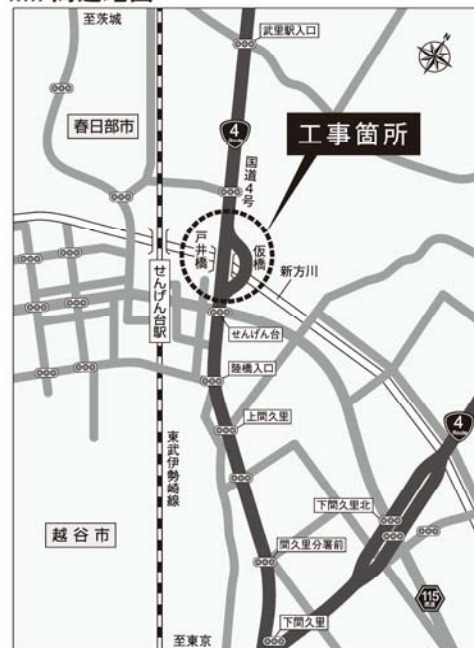 至茨城
武里駅入口
N
春日部市
4
Route
工事箇所
国道4号
戸井橋
仮橋
新方川
せんげん台駅
せんげん台
陸橋入口
上間久里
4
Route
東武伊勢崎線
下間久里北
越谷市
間久里分署前
115
県道
下間久里
至東京